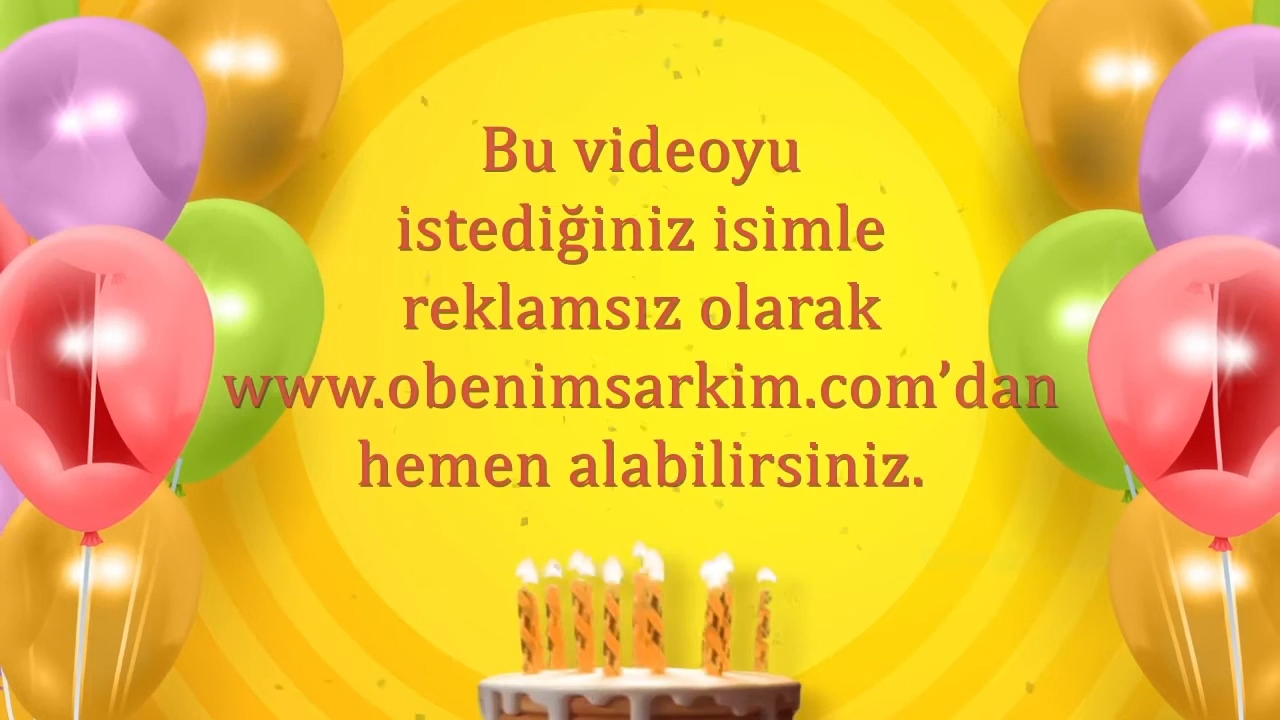 Bu videoyu
istediğiniz isimle
reklamsız olarak
www.obenimsarkim.com’dan
hemen alabilirsiniz.